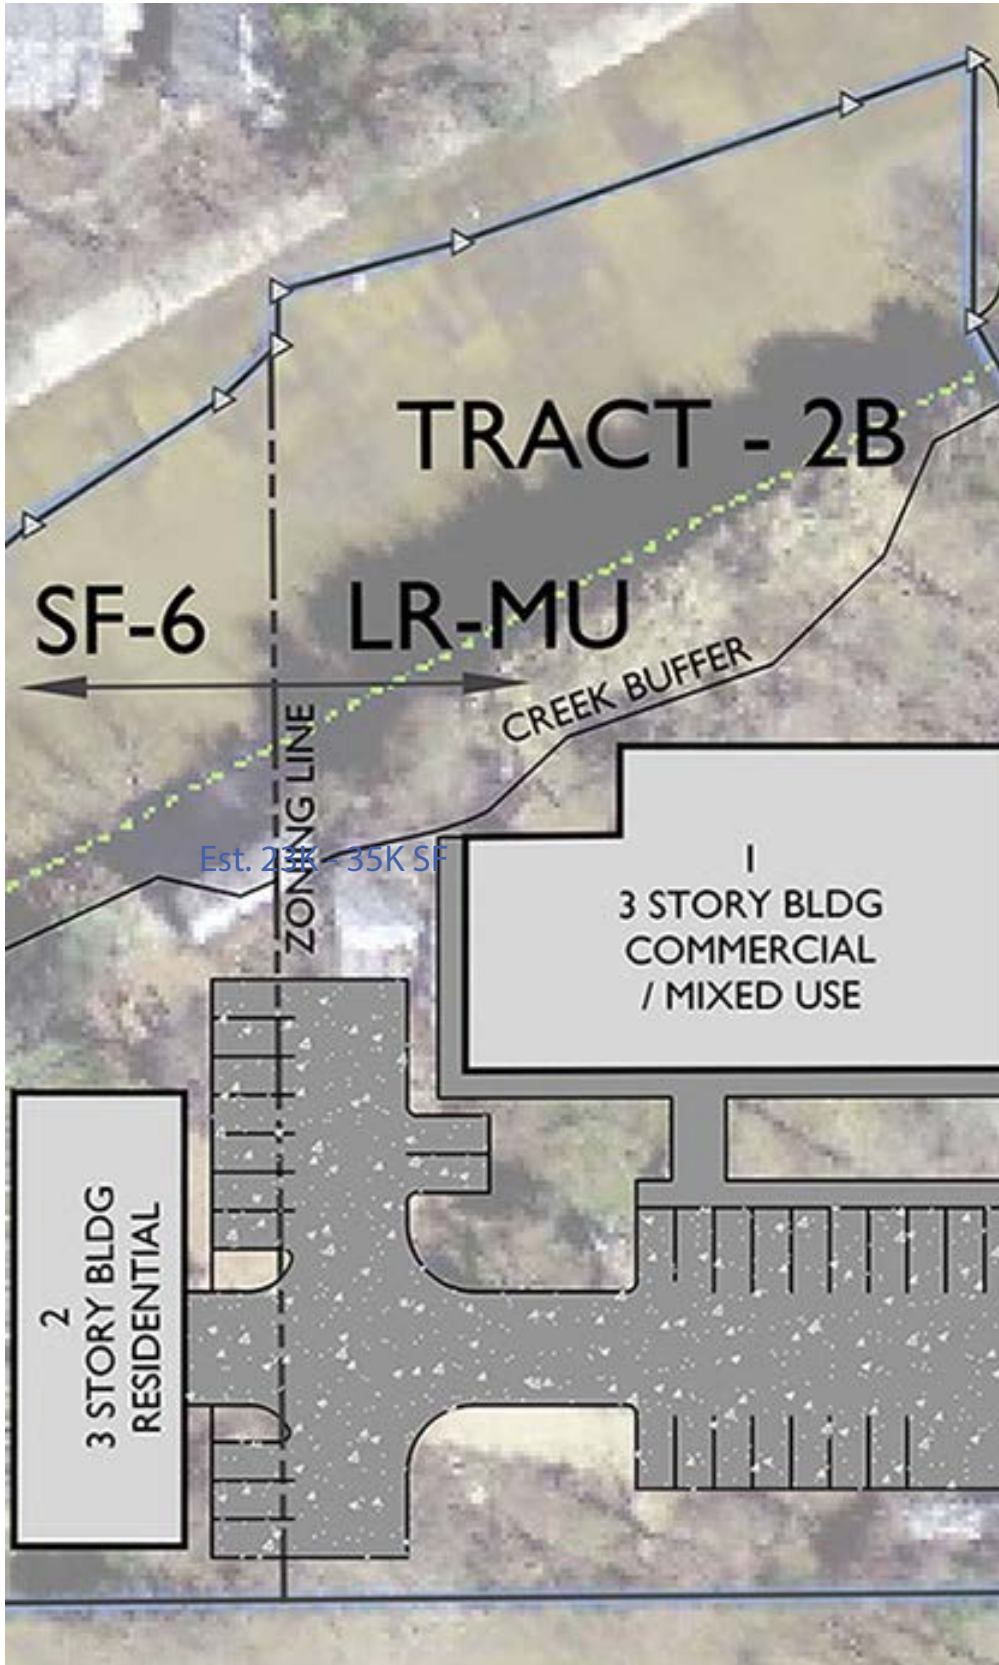 TRACT - 2B
SF-6
LR-MU
CREEK BUFFER
ZONING LINE
Est. 23K - 35K SF
1
3 STORY BLDG
COMMERCIAL
/ MIXED USE
2
3 STORY BLDG
RESIDENTIAL